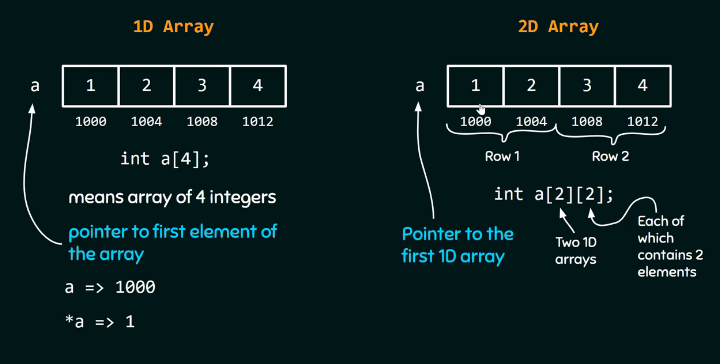 1D Array
a 1 2 3 4
1000 1004 1008 1012
int a[4];
means array of 4 integers
pointer to first element of
the array
a => 1000
*a => 1
2D Array
a 1 2 3 4
1000 1004 1008 1012
Row 1 Row 2
int a[2][2];
Pointer to the
first 1D array
Two 1D
arrays
Each of
which
contains 2
elements